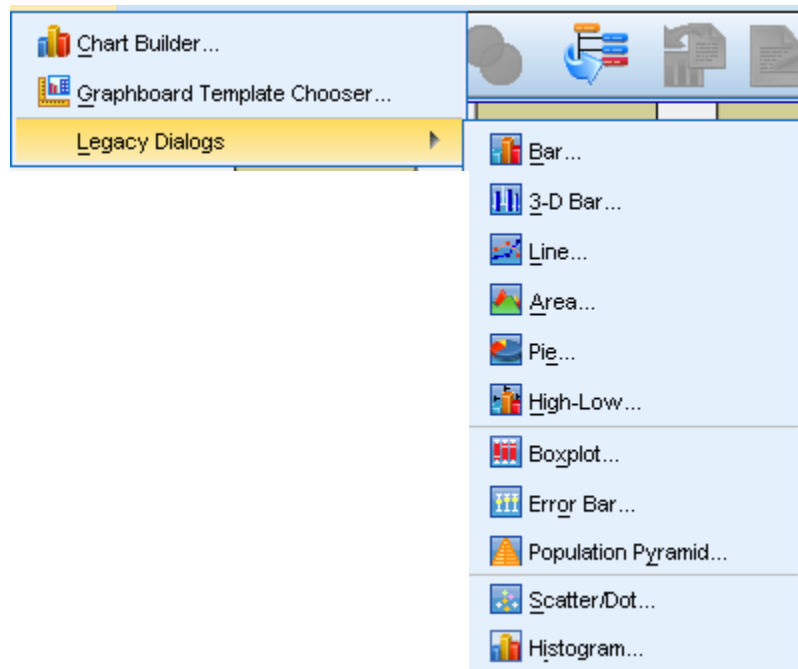 Chart Builder...
Graphboard Template Chooser...
Legacy Dialogs
Bar...
3-D Bar...
Line...
Area...
Pie...
High-Low...
Boxplot...
Error Bar...
Population Pyramid...
Scatter/Dot...
Histogram...